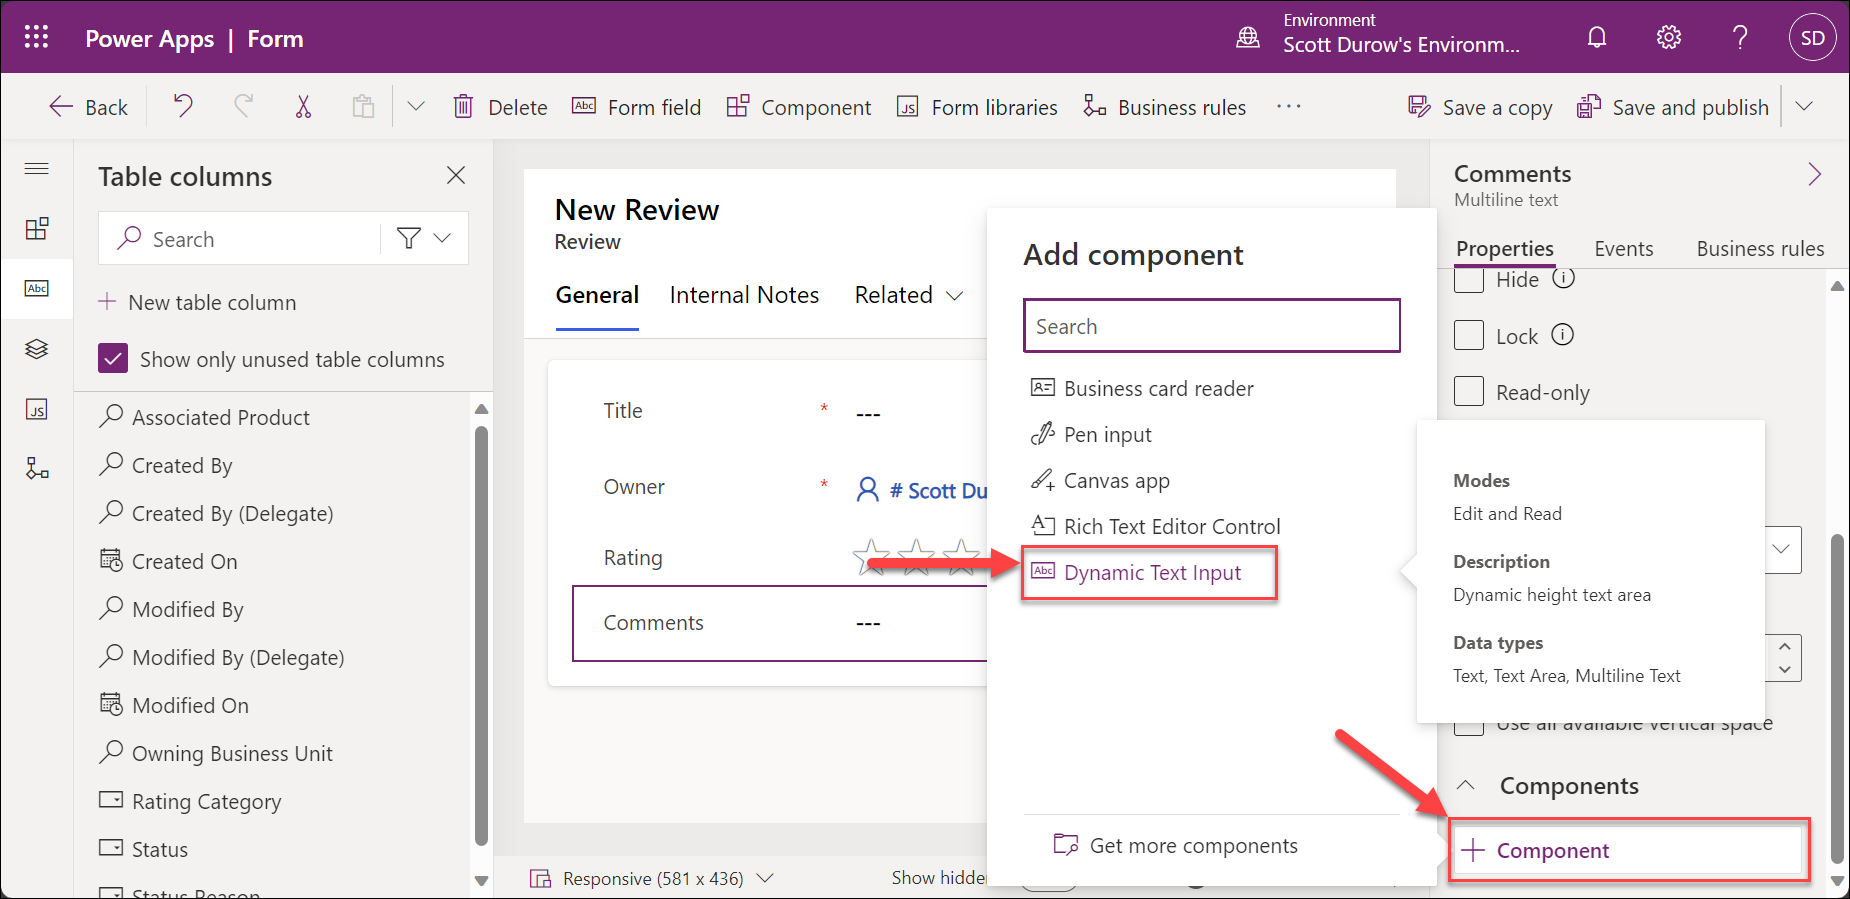 Power Apps | Form
Environment
Scott Durow's Environm...
SD
Back
Delete
Abc
Form field
Component
JS
Form libraries
Business rules
...
Save a copy
Save and publish
Table columns
Search
New table column
Show only unused table columns
Abc
JS
Associated Product
Created By
Created By (Delegate)
Created On
Modified By
Modified By (Delegate)
Modified On
Owning Business Unit
Rating Category
Status
Status Reason
New Review
Review
General
Internal Notes
Related
Title
*
---
Owner
*
# Scott Du
Rating
Comments
---
Responsive (581 x 436)
Show hidden
Add component
Search
Business card reader
Pen input
Canvas app
Rich Text Editor Control
Abc
Dynamic Text Input
Get more components
Comments
Multiline text
Properties
Events
Business rules
Hide
Lock
Read-only
Modes
Edit and Read
Description
Dynamic height text area
Data types
Text, Text Area, Multiline Text
Use all available vertical space
Components
Component